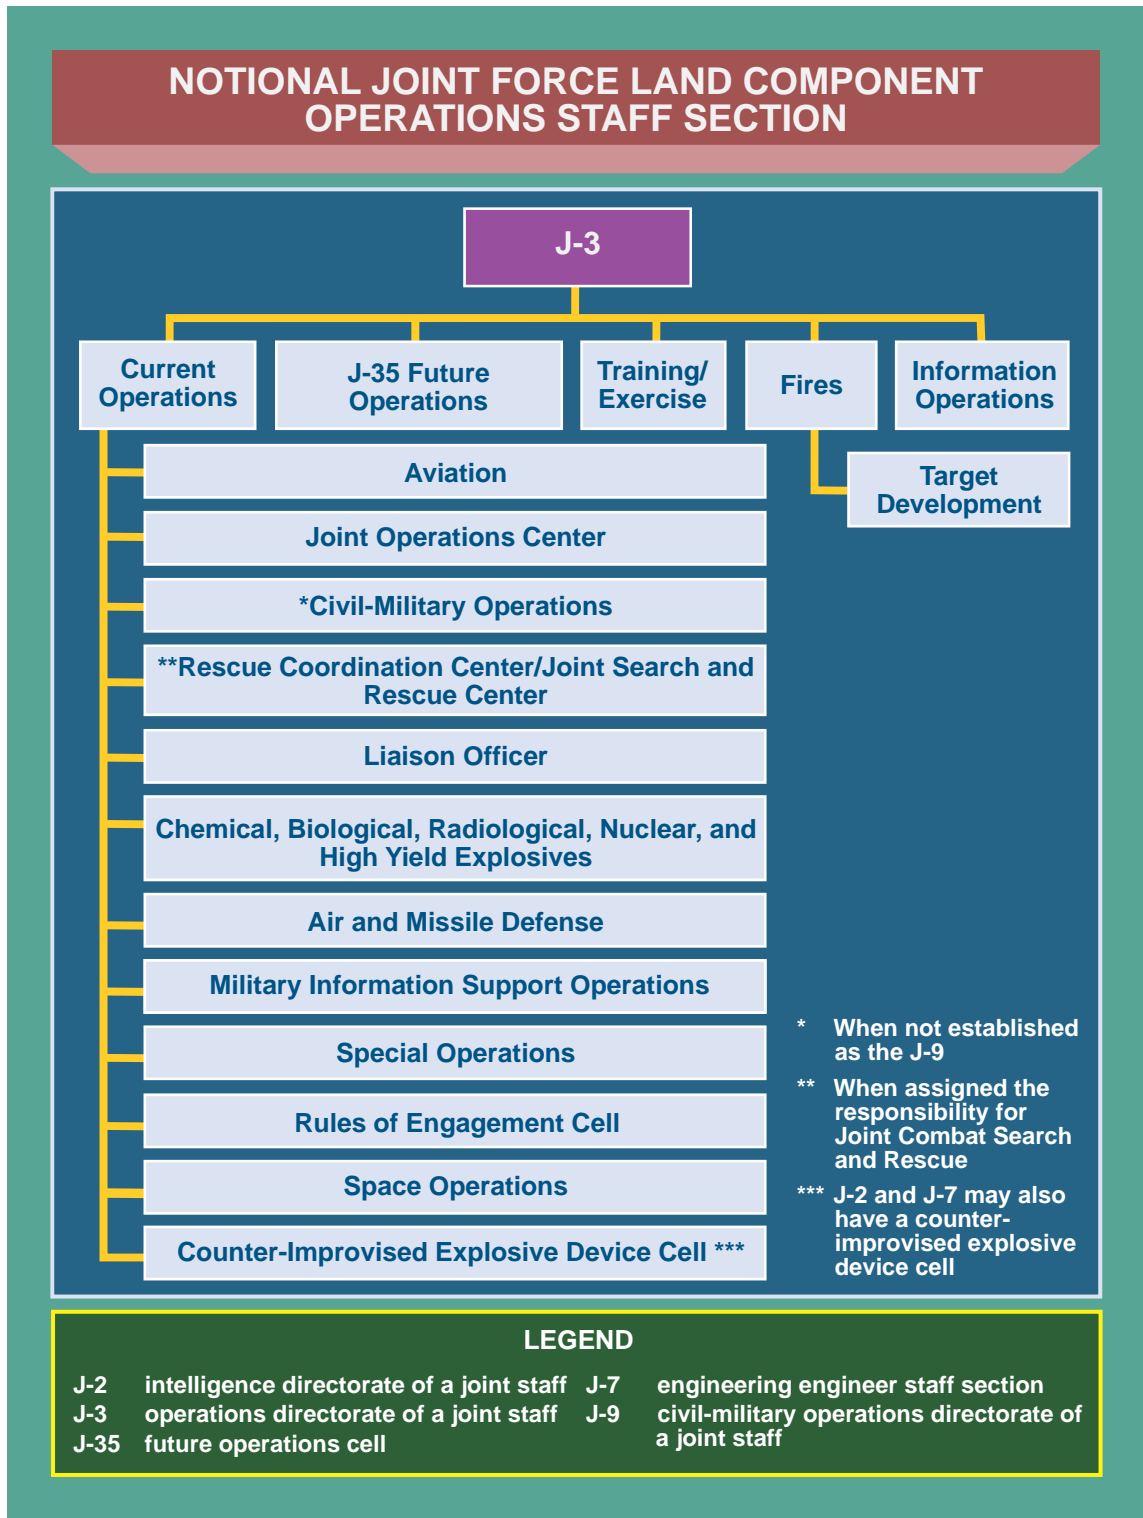 NOTIONAL JOINT FORCE LAND COMPONENT
OPERATIONS STAFF SECTION
J-3
Current
Operations
J-35 Future
Operations
Training/
Exercise
Fires
Information
Operations
Target
Development
Aviation
Joint Operations Center
*Civil-Military Operations
**Rescue Coordination Center/Joint Search and
Rescue Center
Liaison Officer
Chemical, Biological, Radiological, Nuclear, and
High Yield Explosives
Air and Missile Defense
Military Information Support Operations
Special Operations
Rules of Engagement Cell
Space Operations
Counter-Improvised Explosive Device Cell ***
* When not established
as the J-9
** When assigned the
responsibility for
Joint Combat Search
and Rescue
*** J-2 and J-7 may also
have a counter-
improvised explosive
device cell
LEGEND
J-2 intelligence directorate of a joint staff
J-3 operations directorate of a joint staff
J-35 future operations cell
J-7 engineering engineer staff section
J-9 civil-military operations directorate of
a joint staff